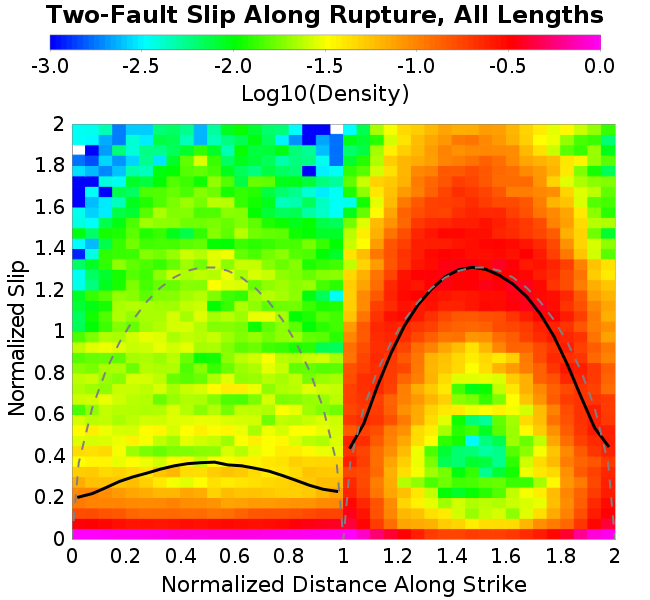 Two-Fault Slip Along Rupture, All Lengths
-3.0 -2.5 -2.0 -1.5 -1.0 -0.5 0.0
Log10(Density)
2
1.8
1.6
1.4
1.2
1
0.8
0.6
0.4
0.2
0
Normalized Slip
0 0.2 0.4 0.6 0.8 1 1.2 1.4 1.6 1.8 2
Normalized Distance Along Strike